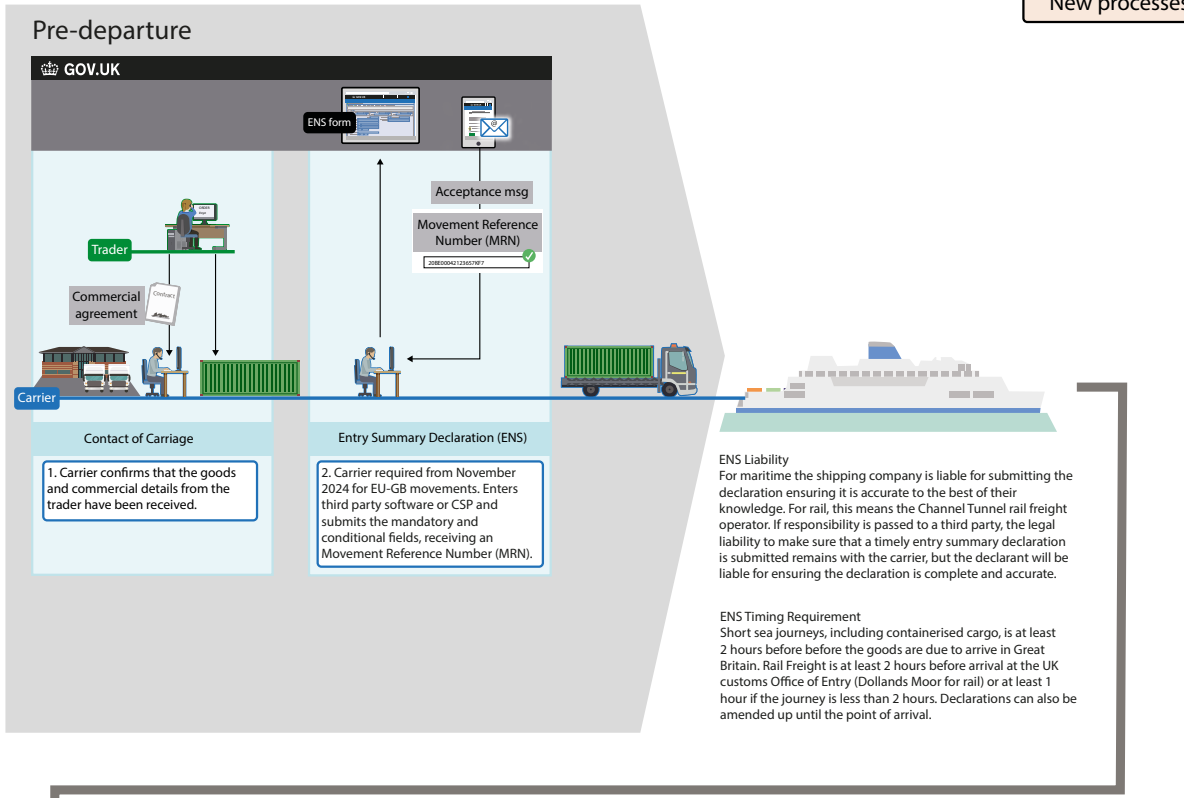 New processes
Pre-departure
GOV.UK
ENS form
Acceptance msg
Movement Reference
Number (MRN)
20BE00042123657KF7
Trader
Contract
Commercial
agreement
Carrier
Contact of Carriage
Entry Summary Declaration (ENS)
1. Carrier confirms that the goods
and commercial details from the
trader have been received.
2. Carrier required from November
2024 for EU-GB movements. Enters
third party software or CSP and
submits the mandatory and
conditional fields, receiving an
Movement Reference Number (MRN).
ENS Liability
For maritime the shipping company is liable for submitting the
declaration ensuring it is accurate to the best of their
knowledge. For rail, this means the Channel Tunnel rail freight
operator. If responsibility is passed to a third party, the legal
liability to make sure that a timely entry summary declaration
is submitted remains with the carrier, but the declarant will be
liable for ensuring the declaration is complete and accurate.
ENS Timing Requirement
Short sea journeys, including containerised cargo, is at least
2 hours before before the goods are due to arrive in Great
Britain. Rail Freight is at least 2 hours before arrival at the UK
customs Office of Entry (Dollands Moor for rail) or at least 1
hour if the journey is less than 2 hours. Declarations can also be
amended up until the point of arrival.